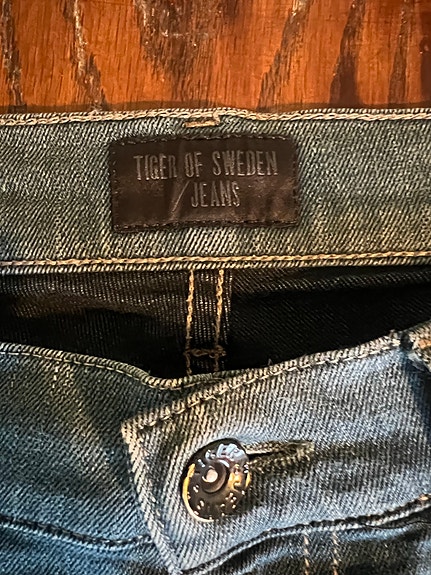 TIGER OF SWEDEN
/ JEANS